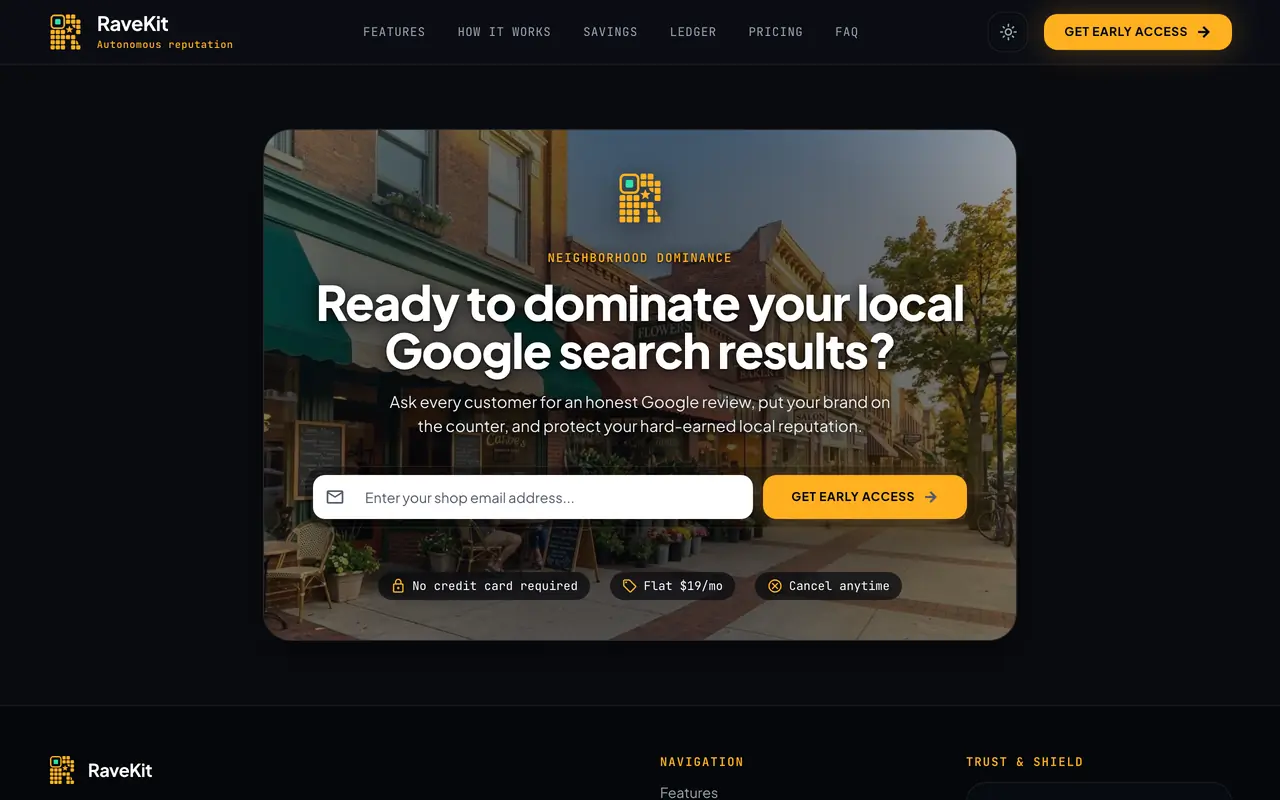 RaveKit
Autonomous reputation
FEATURES
HOW IT WORKS
SAVINGS
LEDGER
PRICING
FAQ
GET EARLY ACCESS
NEIGHBORHOOD DOMINANCE
Ready to dominate your local
Google search results?
FLOWERS
BAKERY
SALON
Ask every customer for an honest Google review, put your brand on
the counter, and protect your hard-earned local reputation.
Enter your shop email address...
GET EARLY ACCESS
No credit card required
Flat $19/mo
Cancel anytime
RaveKit
NAVIGATION
Features
TRUST & SHIELD